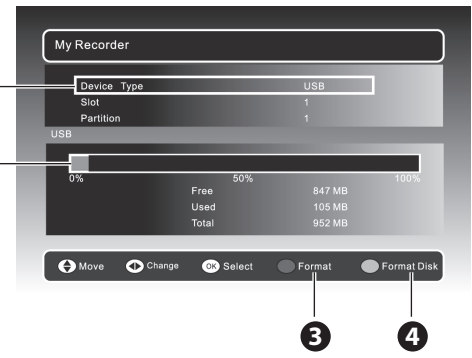 My Recorder
Device Type USB
Slot 1
Partition 1
USB
0% 50% 100%
Free 847 MB
Used 105 MB
Total 952 MB
Move Change OK Select Format Format Disk
3 4